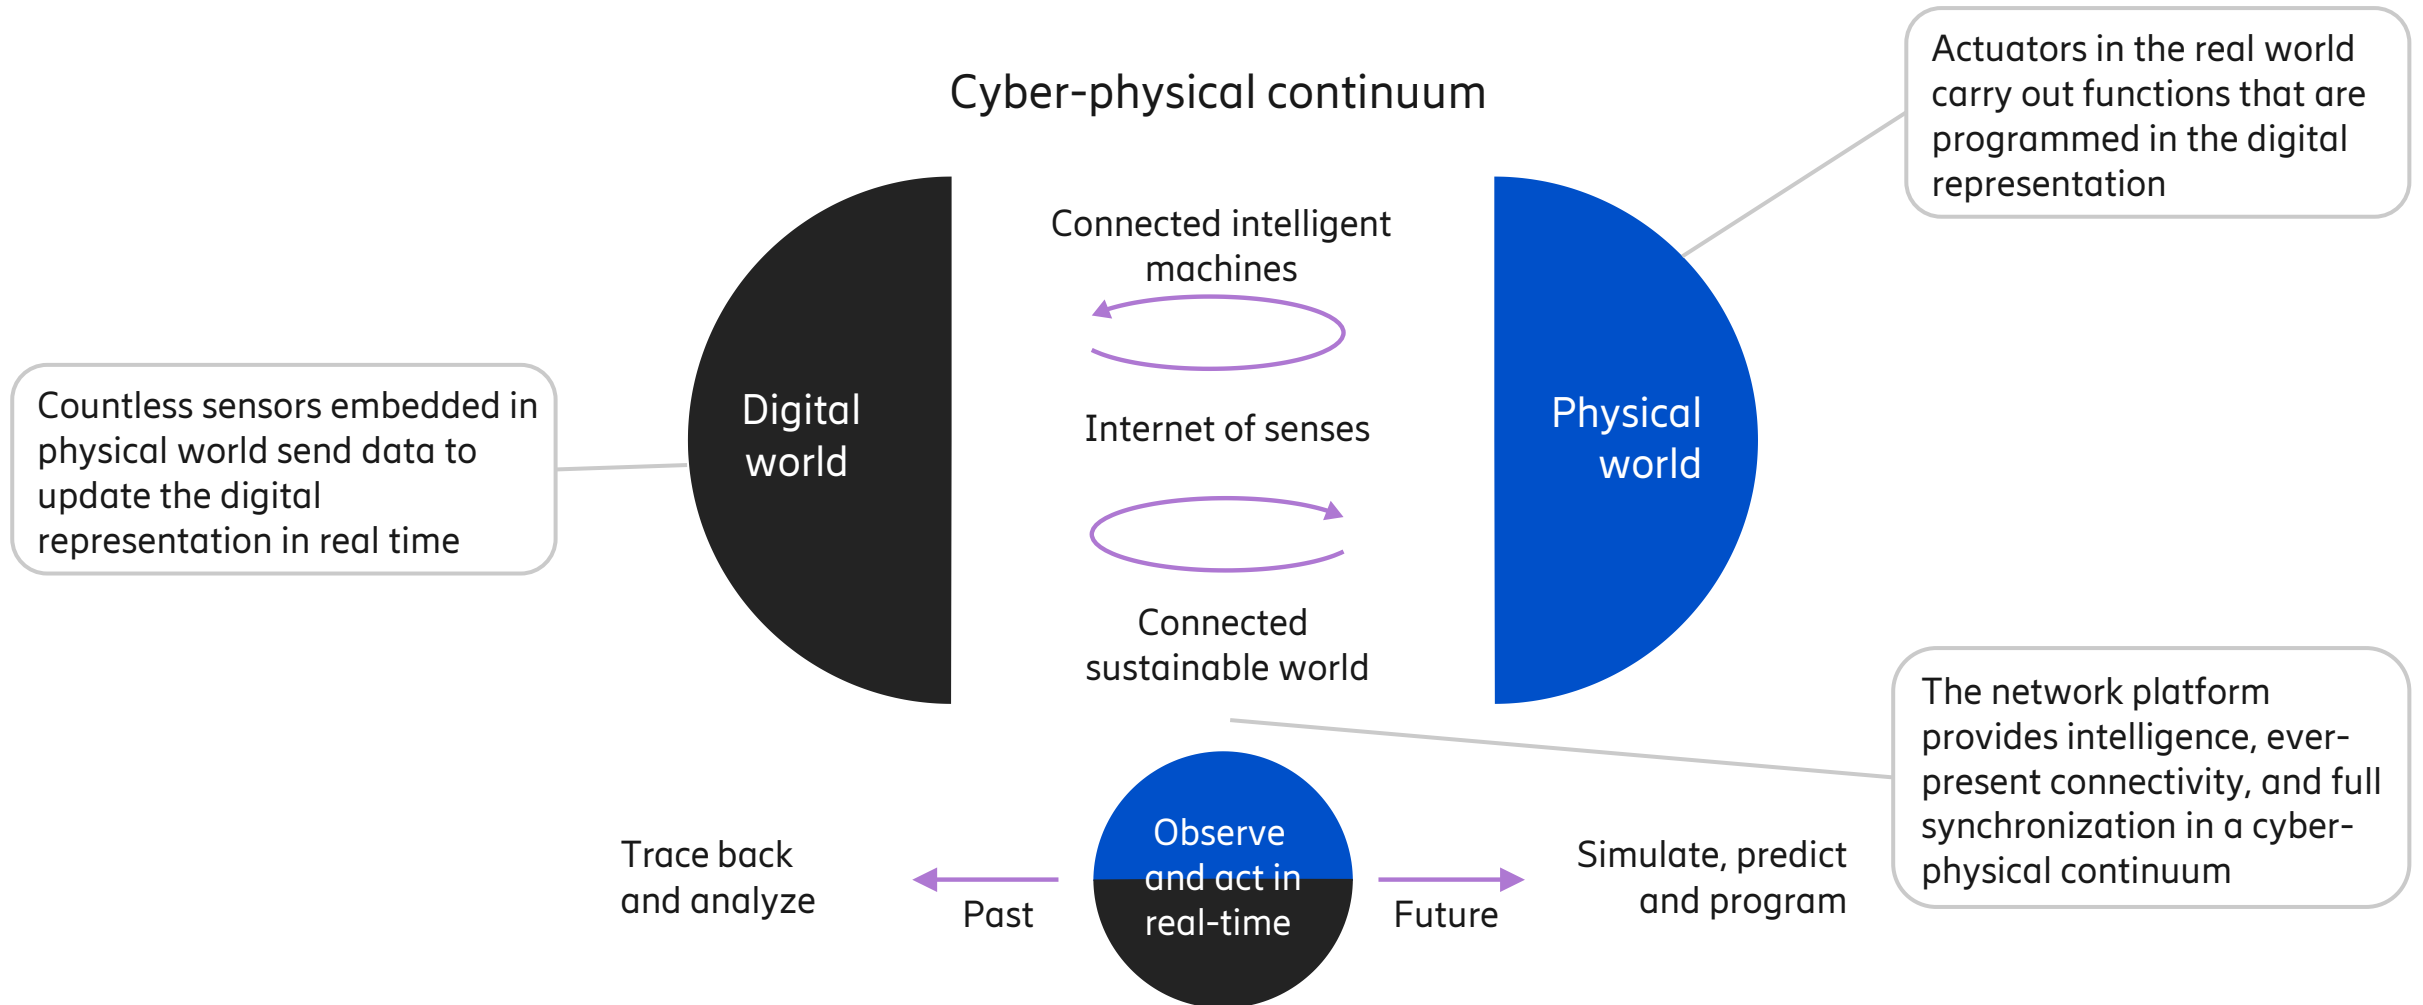 Cyber-physical continuum
Actuators in the real world
carry out functions that are
programmed in the digital
representation
Connected intelligent
machines
Countless sensors embedded in
physical world send data to
update the digital
representation in real time
Digital
world
Internet of senses
Physical
world
Connected
sustainable world
The network platform
provides intelligence, ever-
present connectivity, and full
synchronization in a cyber-
physical continuum
Trace back
and analyze
Past
Observe
and act in
real-time
Future
Simulate, predict
and program